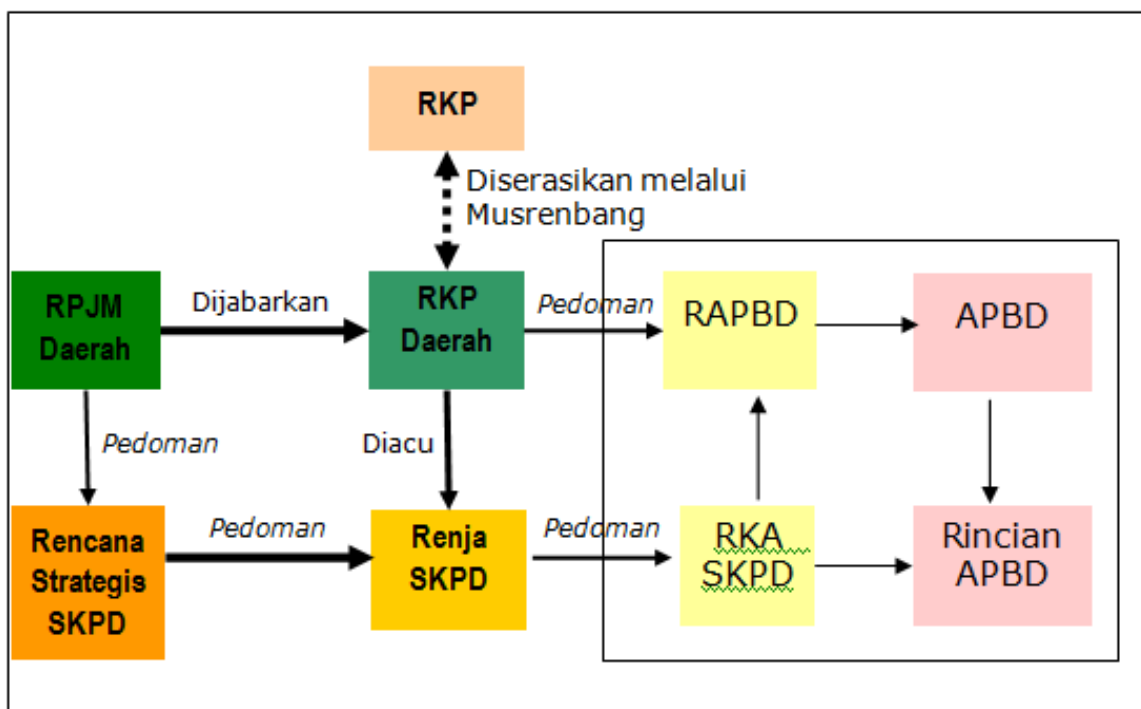 RKP
Diserasikan melalui
Musrenbang
RPJM
Daerah
Dijabarkan
RKP
Daerah
Pedoman
RAPBD
APBD
Pedoman
Diacu
Rencana
Strategis
SKPD
Pedoman
Renja
SKPD
Pedoman
RKA
SKPD
Rincian
APBD